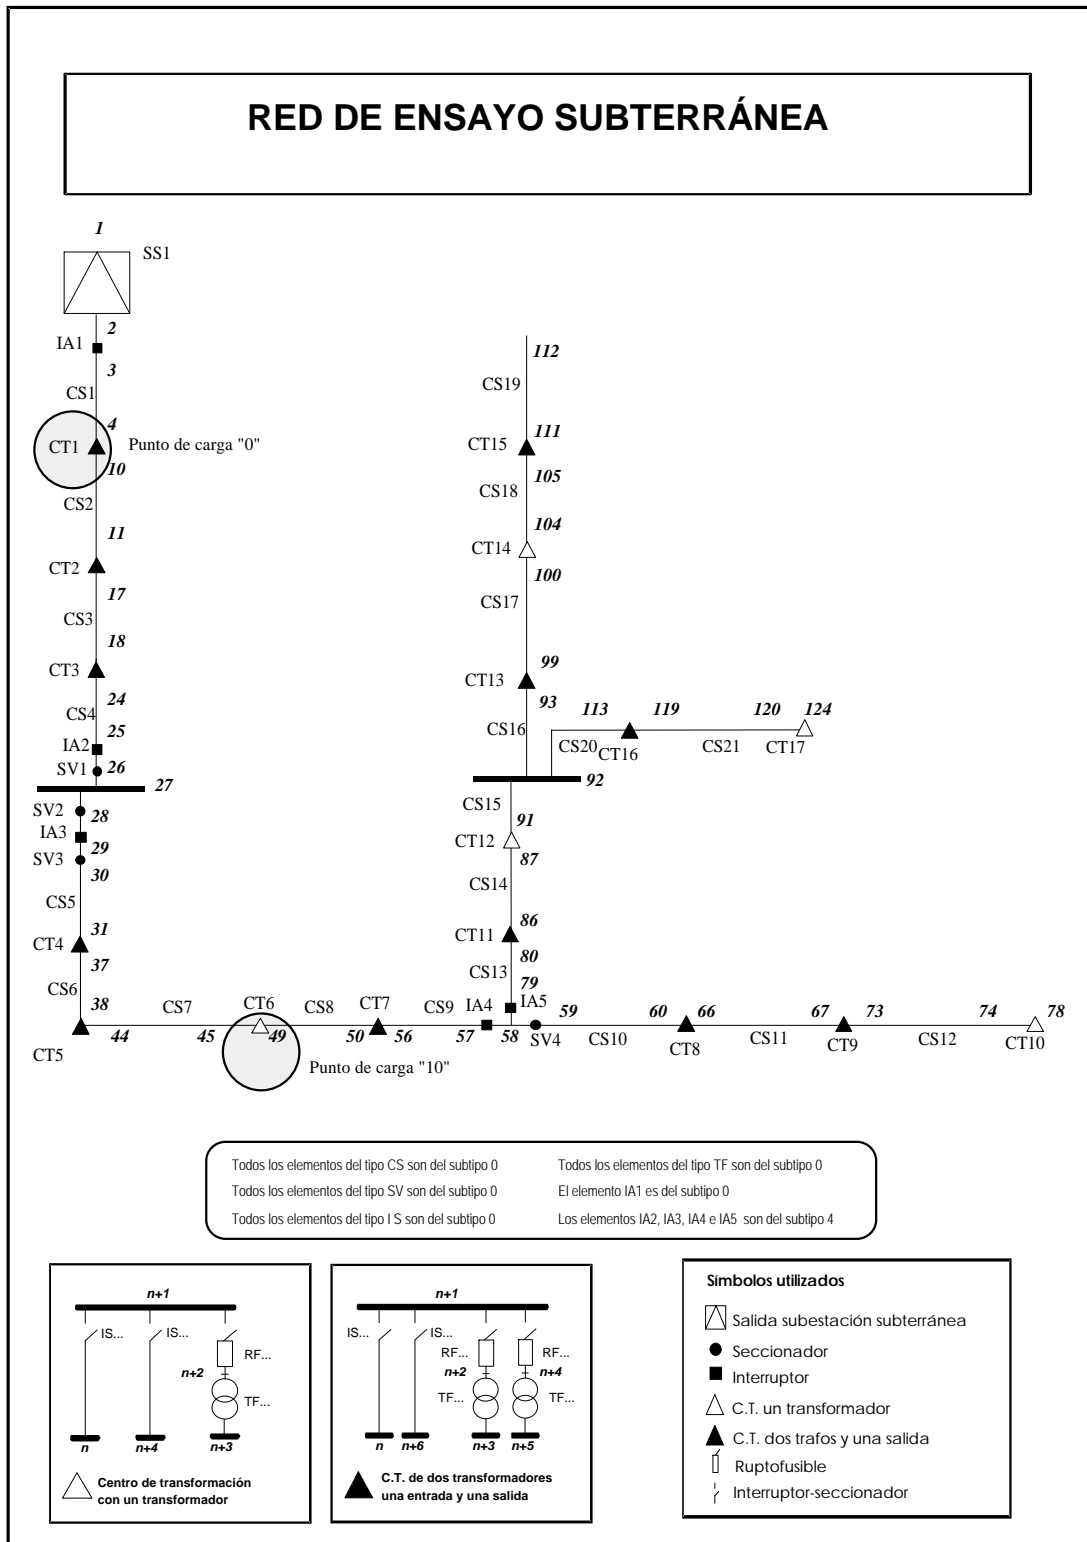 RED DE ENSAYO SUBTERRÁNEA
1
SS1
2
IA1
3
CS1
4
CT1
Punto de carga "0"
10
CS2
11
CT2
17
CS3
18
CT3
24
CS4
25
IA2
SV1
26
27
SV2
28
IA3
29
SV3
30
CS5
31
CT4
37
CS6
38
CT5
44
CS7
45
CT6
49
Punto de carga "10"
CS8
50
CT7
56
CS9
57
IA4
58
IA5
SV4
59
CS10
60
CT8
66
CS11
67
CT9
73
CS12
74
CT10
78
79
CS13
80
CT11
86
CS14
87
CT12
91
CS15
92
CS16
93
CT13
99
CS17
100
CT14
104
CS18
105
CT15
111
CS19
112
CS20
113
CT16
119
CS21
120
CT17
124
Todos los elementos del tipo CS son del subtipo 0
Todos los elementos del tipo SV son del subtipo 0
Todos los elementos del tipo I S son del subtipo 0
Todos los elementos del tipo TF son del subtipo 0
El elemento IA1 es del subtipo 0
Los elementos IA2, IA3, IA4 e IA5 son del subtipo 4
n+1
IS...
IS...
RF...
n+2
TF...
n
n+4
n+3
Centro de transformación
con un transformador
n+1
IS...
IS...
RF...
RF...
n+2
n+4
TF...
TF...
n
n+6
n+3
n+5
C.T. de dos transformadores
una entrada y una salida
Símbolos utilizados
Salida subestación subterránea
Seccionador
Interruptor
C.T. un transformador
C.T. dos trafos y una salida
Ruptofusible
Interruptor-seccionador